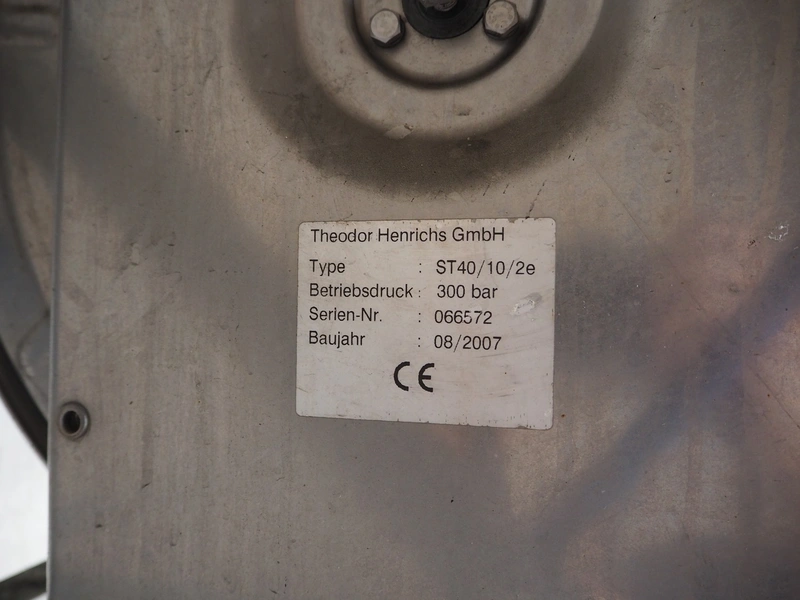 Theodor Henrichs GmbH
Type : ST40/10/2e
Betriebsdruck : 300 bar
Serien-Nr. : 066572
Baujahr : 08/2007
CE